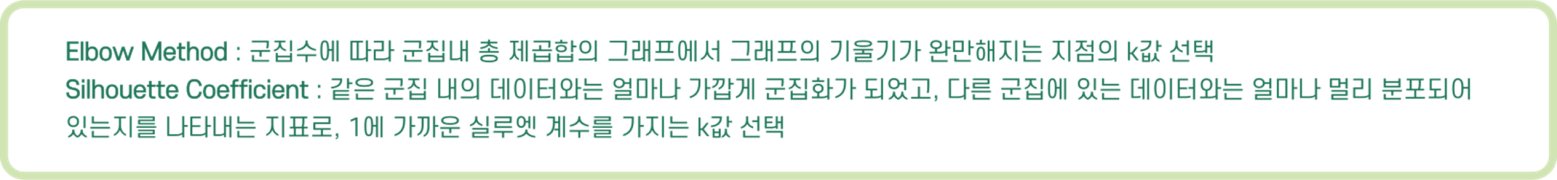 Elbow Method : 군집수에 따라 군집내 총 제곱합의 그래프에서 그래프의 기울기가 완만해지는 지점의 k값 선택
Silhouette Coefficient : 같은 군집 내의 데이터와는 얼마나 가깝게 군집화가 되었고, 다른 군집에 있는 데이터와는 얼마나 멀리 분포되어
있는지를 나타내는 지표로, 1에 가까운 실루엣 계수를 가지는 k값 선택